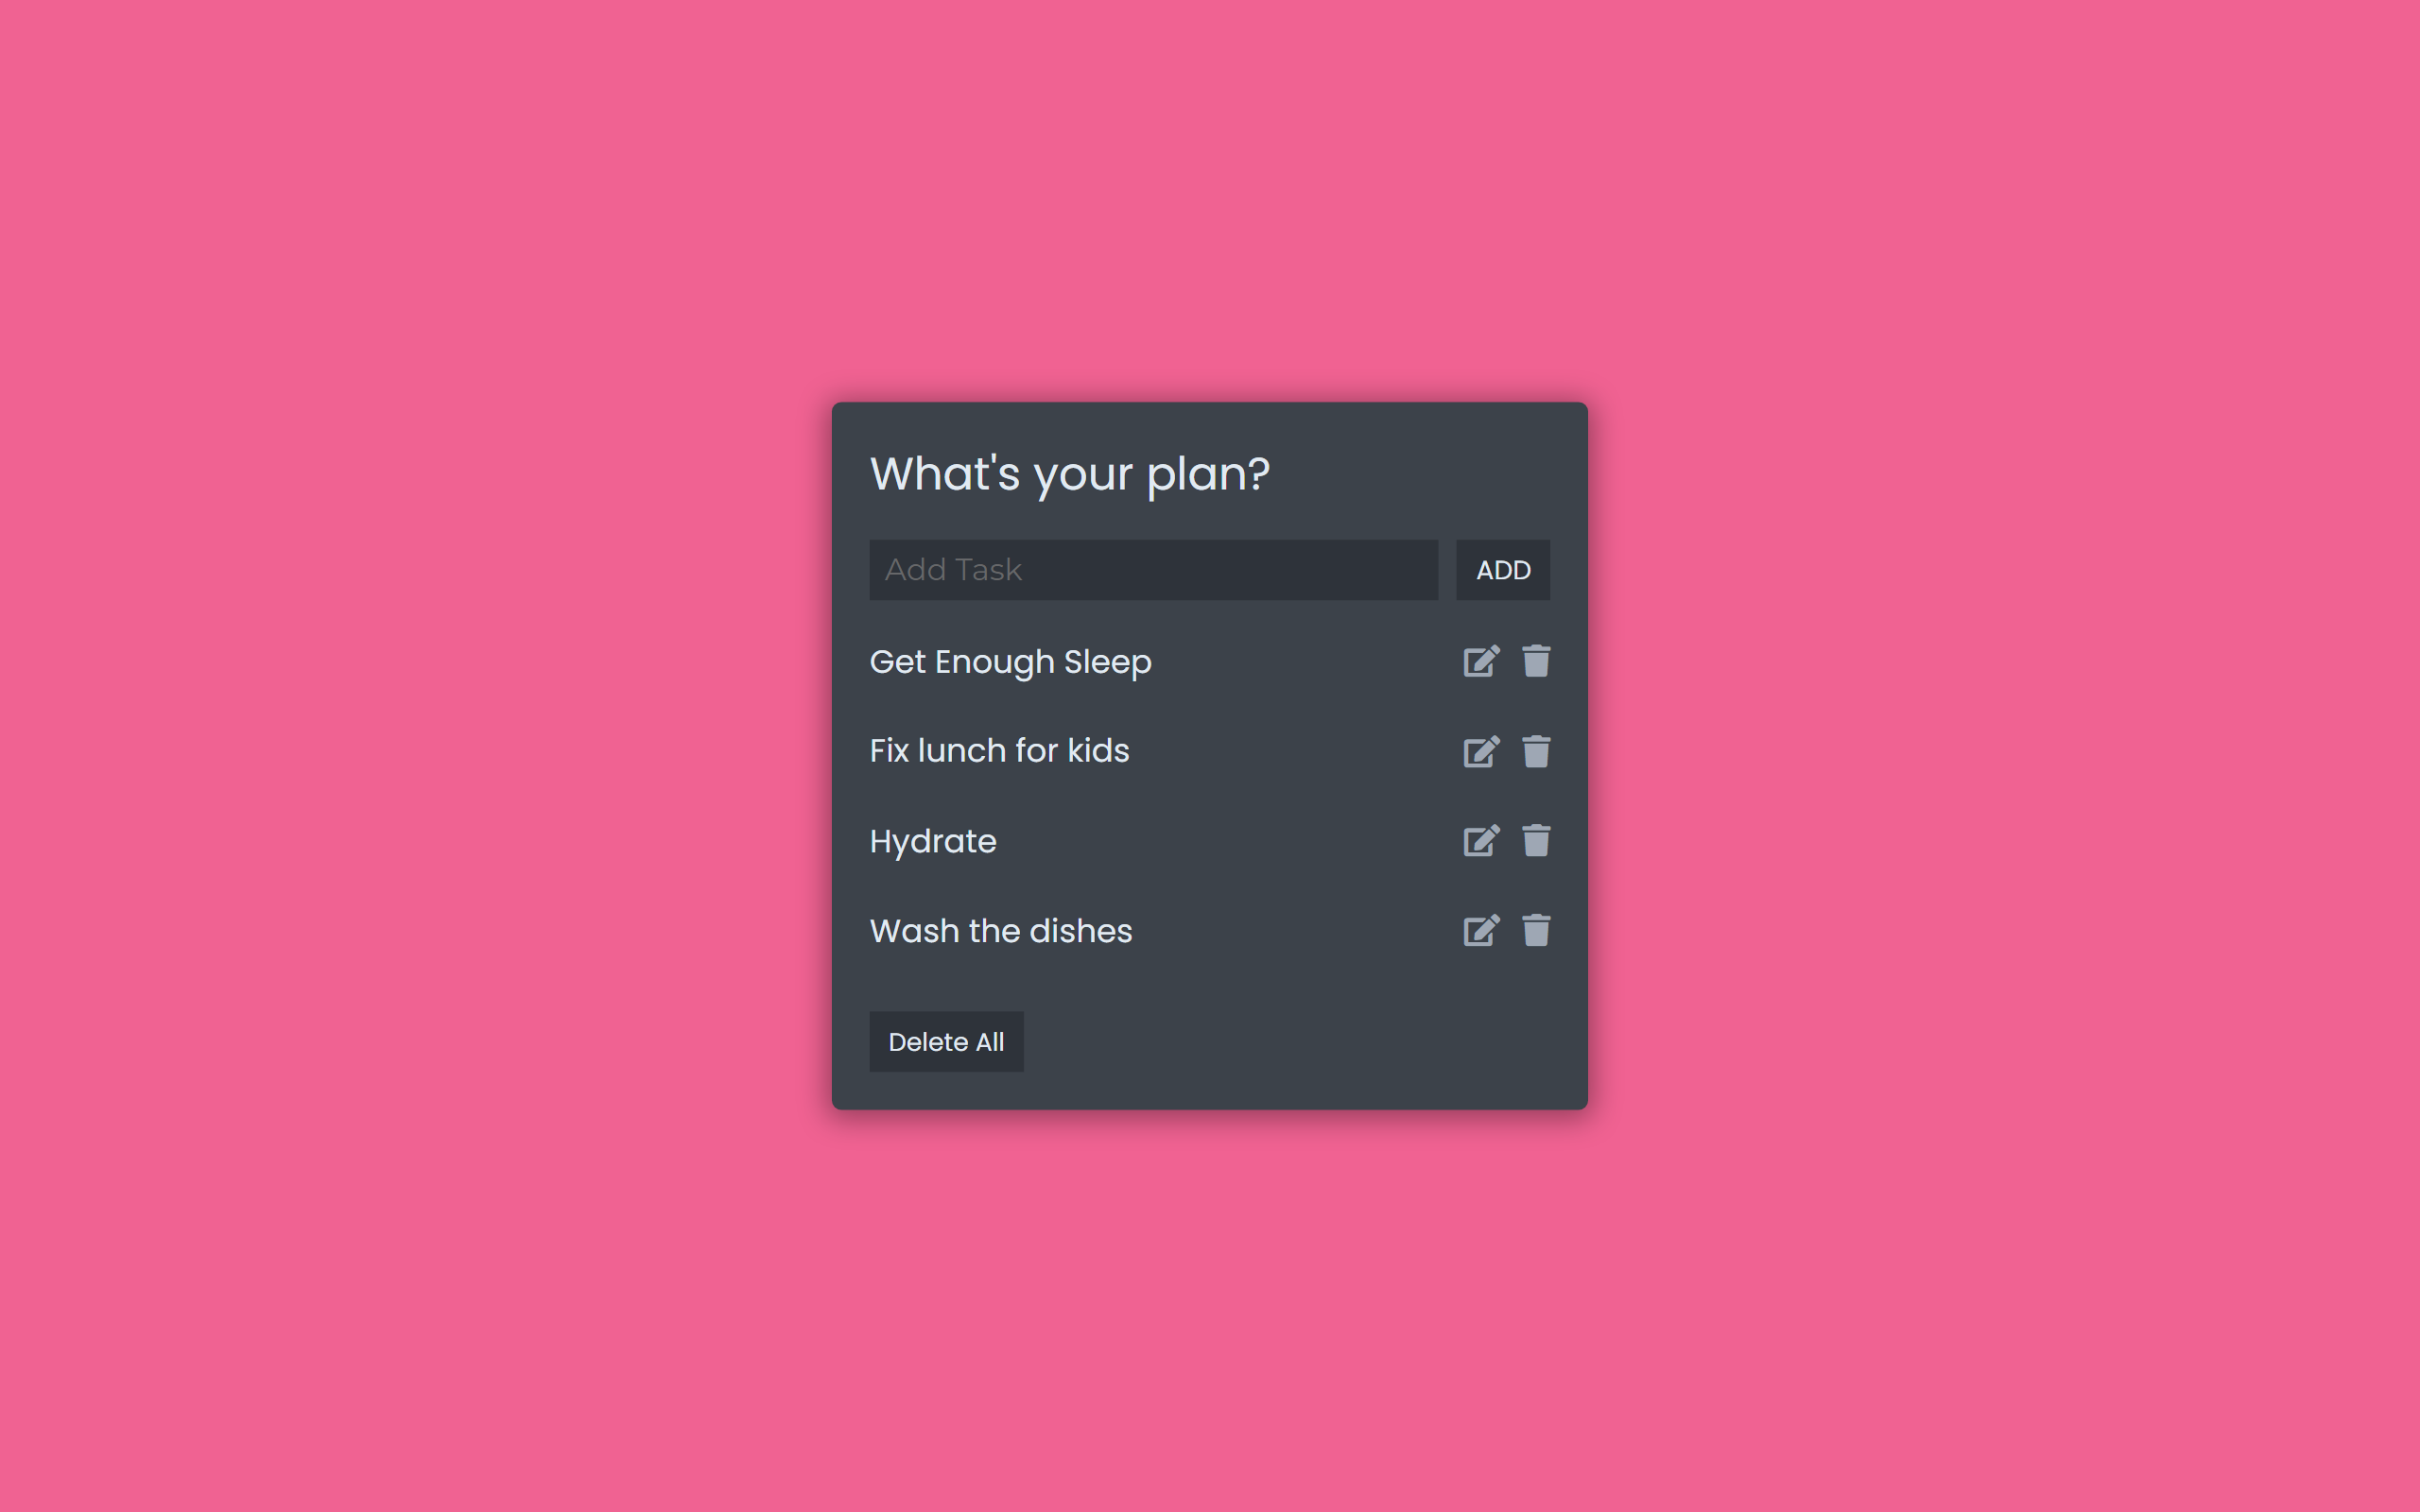 What's your plan?
Add Task
ADD
Get Enough Sleep
Fix lunch for kids
Hydrate
Wash the dishes
Delete All